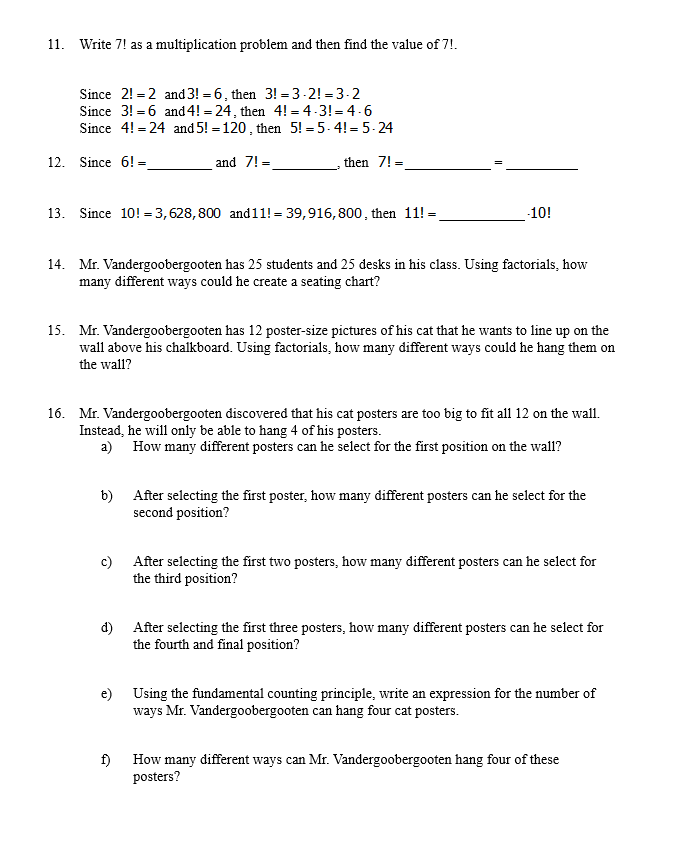 11. Write 7! as a multiplication problem and then find the value of 7!.
Since 2! = 2 and 3! = 6, then 3! = 3 · 2! = 3 · 2
Since 3! = 6 and 4! = 24, then 4! = 4 · 3! = 4 · 6
Since 4! = 24 and 5! = 120, then 5! = 5 · 4! = 5 · 24
12. Since 6! = ________ and 7! = ________, then 7! = ___________ = _________
13. Since 10! = 3,628,800 and 11! = 39,916,800, then 11! = ___________ ·10!
14. Mr. Vandergoobergooten has 25 students and 25 desks in his class. Using factorials, how
many different ways could he create a seating chart?
15. Mr. Vandergoobergooten has 12 poster-size pictures of his cat that he wants to line up on the
wall above his chalkboard. Using factorials, how many different ways could he hang them on
the wall?
16. Mr. Vandergoobergooten discovered that his cat posters are too big to fit all 12 on the wall.
Instead, he will only be able to hang 4 of his posters.
a) How many different posters can he select for the first position on the wall?
b) After selecting the first poster, how many different posters can he select for the
second position?
c) After selecting the first two posters, how many different posters can he select for
the third position?
d) After selecting the first three posters, how many different posters can he select for
the fourth and final position?
e) Using the fundamental counting principle, write an expression for the number of
ways Mr. Vandergoobergooten can hang four cat posters.
f) How many different ways can Mr. Vandergoobergooten hang four of these
posters?